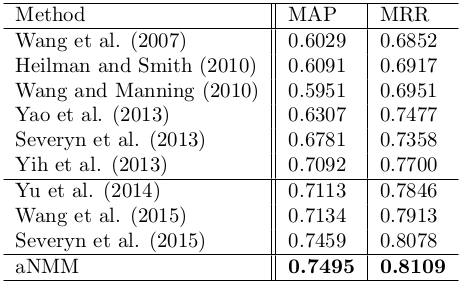 Method MAP MRR
Wang et al. (2007) 0.6029 0.6852
Heilman and Smith (2010) 0.6091 0.6917
Wang and Manning (2010) 0.5951 0.6951
Yao et al. (2013) 0.6307 0.7477
Severyn et al. (2013) 0.6781 0.7358
Yih et al. (2013) 0.7092 0.7700
Yu et al. (2014) 0.7113 0.7846
Wang et al. (2015) 0.7134 0.7913
Severyn et al. (2015) 0.7459 0.8078
aNMM 0.7495 0.8109